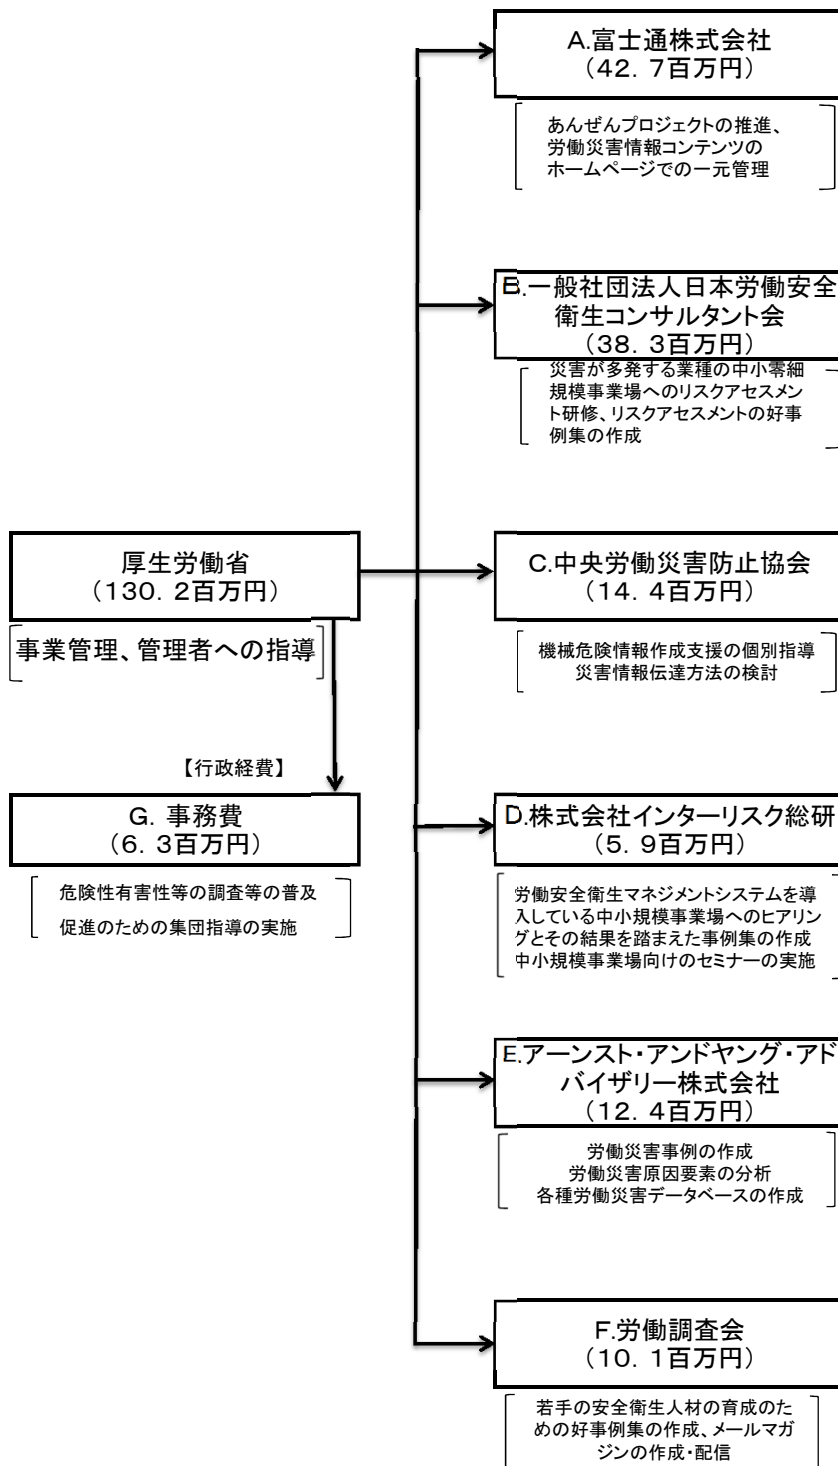 A.富士通株式会社
(42.7百万円)
あんぜんプロジェクトの推進、
労働災害情報コンテンツの
ホームページでの一元管理
B.一般社団法人日本労働安全
衛生コンサルタント会
(38.3百万円)
災害が多発する業種の中小零細
規模事業場へのリスクアセスメン
ト研修、リスクアセスメントの好事
例集の作成
厚生労働省
(130.2百万円)
事業管理、管理者への指導
C.中央労働災害防止協会
(14.4百万円)
機械危険情報作成支援の個別指導
災害情報伝達方法の検討
【行政経費】
G. 事務費
(6.3百万円)
危険性有害性等の調査等の普及
促進のための集団指導の実施
D.株式会社インターリスク総研
(5.9百万円)
労働安全衛生マネジメントシステムを導
入している中小規模事業場へのヒアリン
グとその結果を踏まえた事例集の作成
中小規模事業場向けのセミナーの実施
E.アーンスト・アンドヤング・アド
バイザリー株式会社
(12.4百万円)
労働災害事例の作成
労働災害原因要素の分析
各種労働災害データベースの作成
F.労働調査会
(10.1百万円)
若手の安全衛生人材の育成のた
めの好事例集の作成、メールマガ
ジンの作成・配信